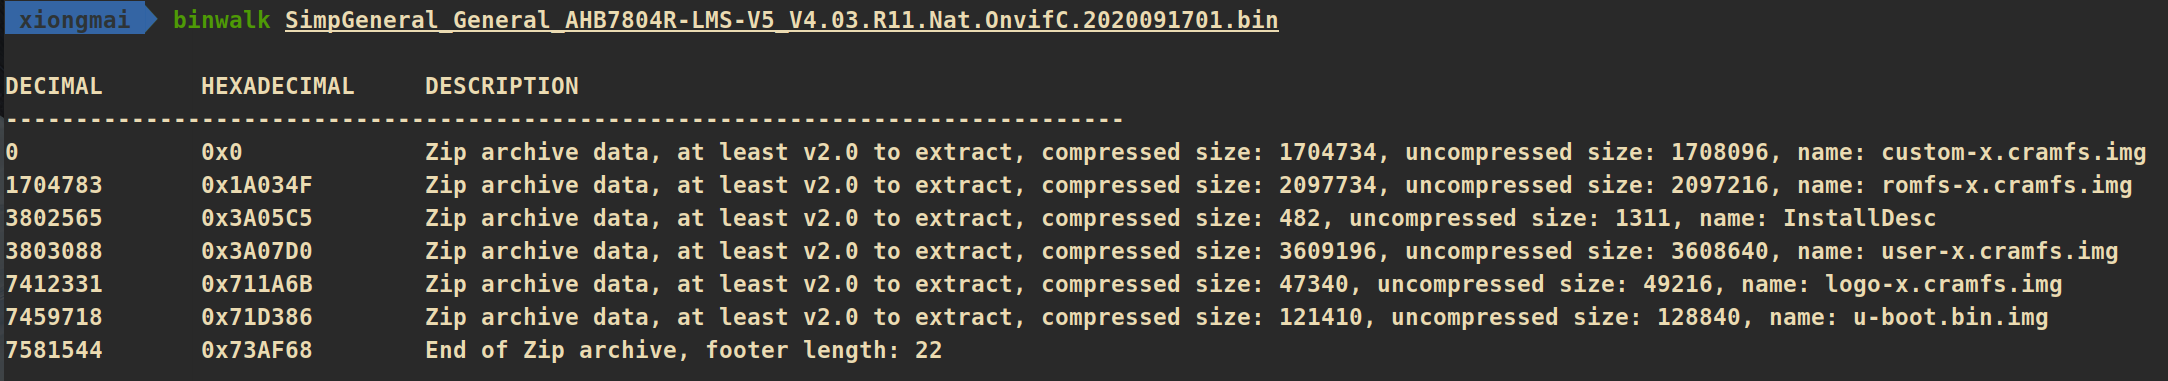 xiongmai binwalk SimpGeneral_General_AHB7804R-LMS-V5_V4.03.R11.Nat.OnvifC.2020091701.bin
DECIMAL       HEXADECIMAL     DESCRIPTION
--------------------------------------------------------------------------------
0             0x0             Zip archive data, at least v2.0 to extract, compressed size: 1704734, uncompressed size: 1708096, name: custom-x.cramfs.img
1704783       0x1A034F        Zip archive data, at least v2.0 to extract, compressed size: 2097734, uncompressed size: 2097216, name: romfs-x.cramfs.img
3802565       0x3A05C5        Zip archive data, at least v2.0 to extract, compressed size: 482, uncompressed size: 1311, name: InstallDesc
3803088       0x3A07D0        Zip archive data, at least v2.0 to extract, compressed size: 3609196, uncompressed size: 3608640, name: user-x.cramfs.img
7412331       0x711A6B        Zip archive data, at least v2.0 to extract, compressed size: 47340, uncompressed size: 49216, name: logo-x.cramfs.img
7459718       0x71D386        Zip archive data, at least v2.0 to extract, compressed size: 121410, uncompressed size: 128840, name: u-boot.bin.img
7581544       0x73AF68        End of Zip archive, footer length: 22